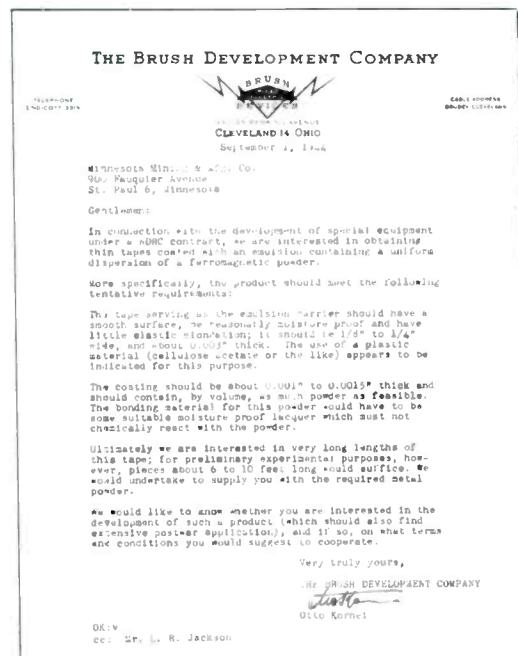 THE BRUSH DEVELOPMENT COMPANY
BRUSH
DEVICES
TELEPHONE
ENDICOTT
CABLE ADDRESS
CLEVELAND 14 OHIO
September 1,
Minnesota Mining & Mfg. Co.
900 Fauquier Avenue
St. Paul 6, Minnesota
Gentlemen:
In connection with the development of special equipment
under a NDRC contract, we are interested in obtaining
thin tapes coated with an emulsion containing a uniform
dispersion of a ferromagnetic powder.
More specifically, the product should meet the following
tentative requirements:
The tape serving as the emulsion carrier should have a
smooth surface, be reasonably moisture proof and have
little elastic elongation; it should be 1/8" to 1/4"
wide, and about 0.003" thick. The use of a plastic
material (cellulose acetate or the like) appears to be
indicated for this purpose.
The coating should be about 0.001" to 0.0015" thick and
should contain, by volume, as much powder as feasible.
The bonding material for this powder would have to be
some suitable moisture proof lacquer which must not
chemically react with the powder.
Ultimately we are interested in very long lengths of
this tape; for preliminary experimental purposes, how-
ever, pieces about 6 to 10 feet long would suffice. We
would undertake to supply you with the required metal
powder.
We would like to know whether you are interested in the
development of such a product (which should also find
extensive postwar application), and if so, on what terms
and conditions you would suggest to cooperate.
Very truly yours,
THE BRUSH DEVELOPMENT COMPANY
Otto Kornei
OK:w
cc: Mr. L. R. Jackson